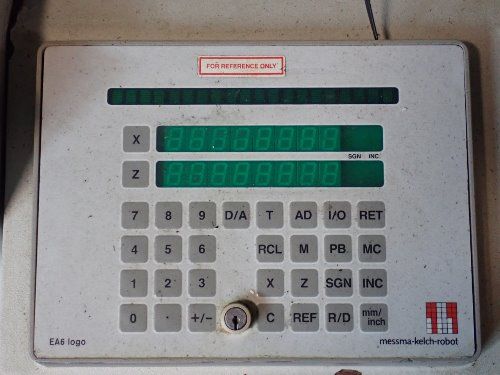 FOR REFERENCE ONLY
X
SGN INC
Z
7 8 9 D/A T AD I/O RET
4 5 6 RCL M PB MC
1 2 3 X Z SGN INC
0 . +/- C REF R/D mm/
inch
EA6 logo
messma-kelch-robot